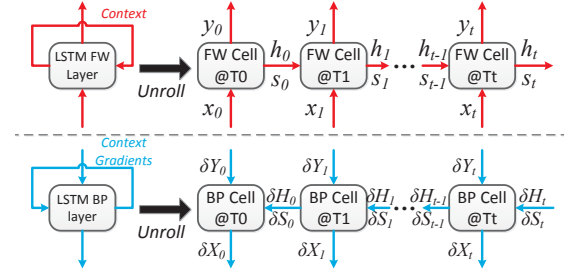 Context
y0 y1 yt
LSTM FW Layer
Unroll
FW Cell @T0
h0
s0
FW Cell @T1
h1
s1
...
ht-1
st-1
FW Cell @Tt
ht
st
x0 x1 xt
Context Gradients
δY0 δY1 δYt
LSTM BP layer
Unroll
BP Cell @T0
δH0
δS0
BP Cell @T1
δH1
δS1
...
δHt-1
δSt-1
BP Cell @Tt
δHt
δSt
δX0 δX1 δXt